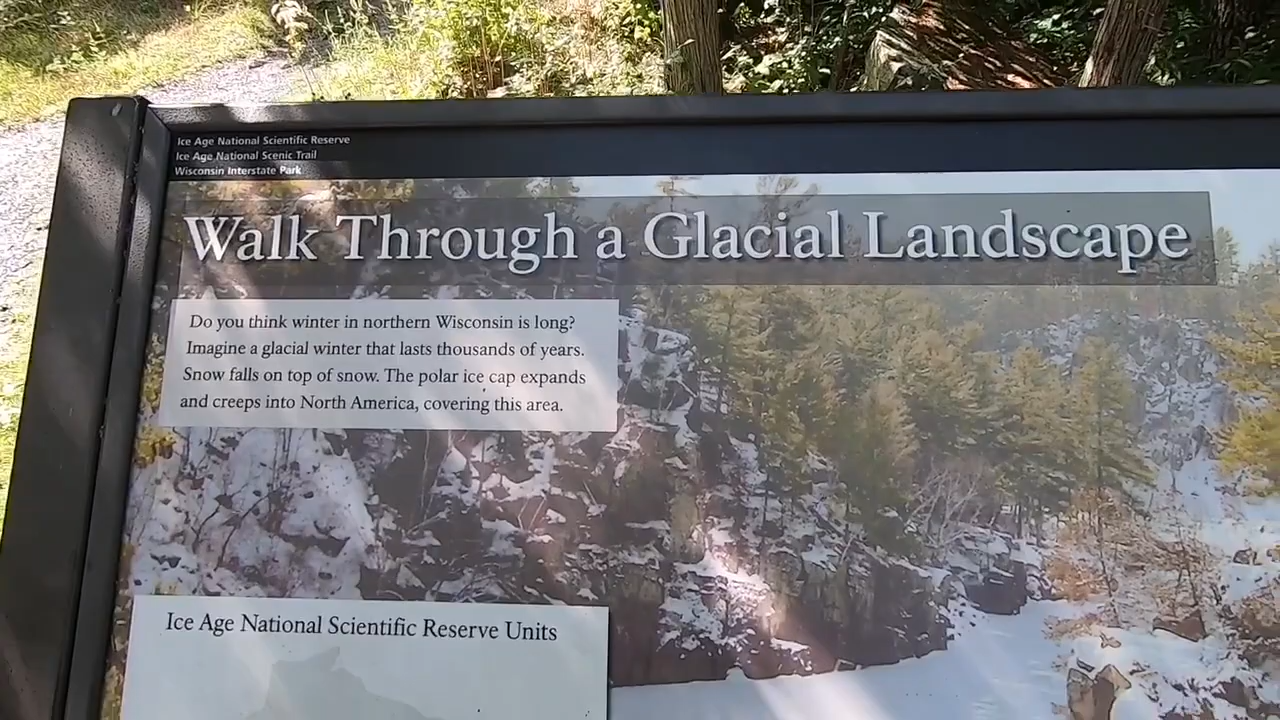 Ice Age National Scientific Reserve
Ice Age National Scenic Trail
Wisconsin Interstate Park
Walk Through a Glacial Landscape
Do you think winter in northern Wisconsin is long?
Imagine a glacial winter that lasts thousands of years.
Snow falls on top of snow. The polar ice cap expands
and creeps into North America, covering this area.
Ice Age National Scientific Reserve Units